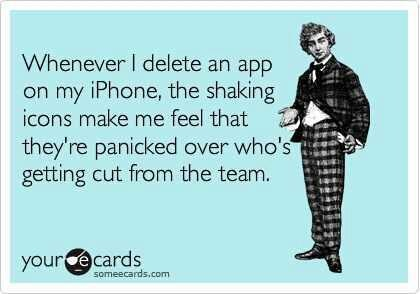 Whenever I delete an app
on my iPhone, the shaking
icons make me feel that
they're panicked over who's
getting cut from the team.
your e cards
someecards.com